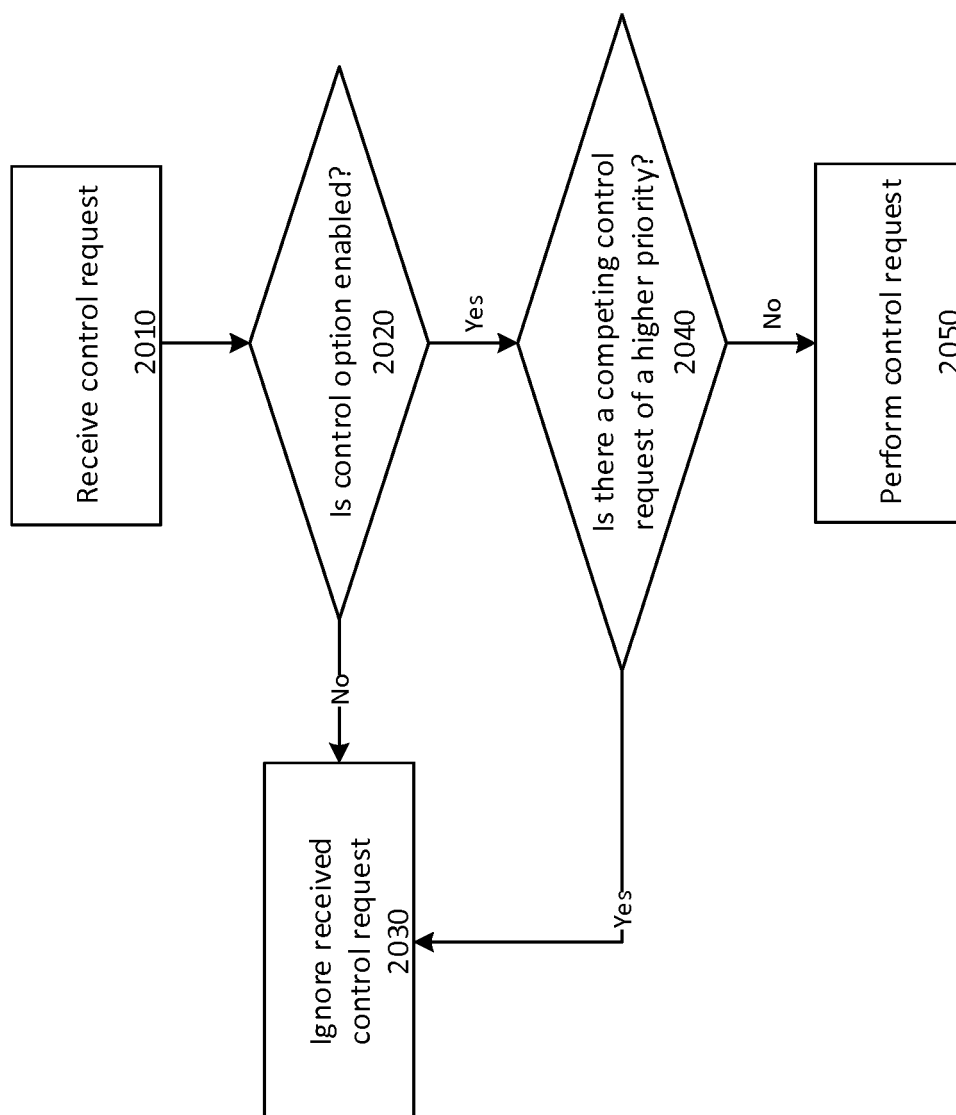 Receive control request
2010
Is control option enabled?
2020
No
Yes
Ignore received
control request
2030
Is there a competing control
request of a higher priority?
2040
Yes
No
Perform control request
2050